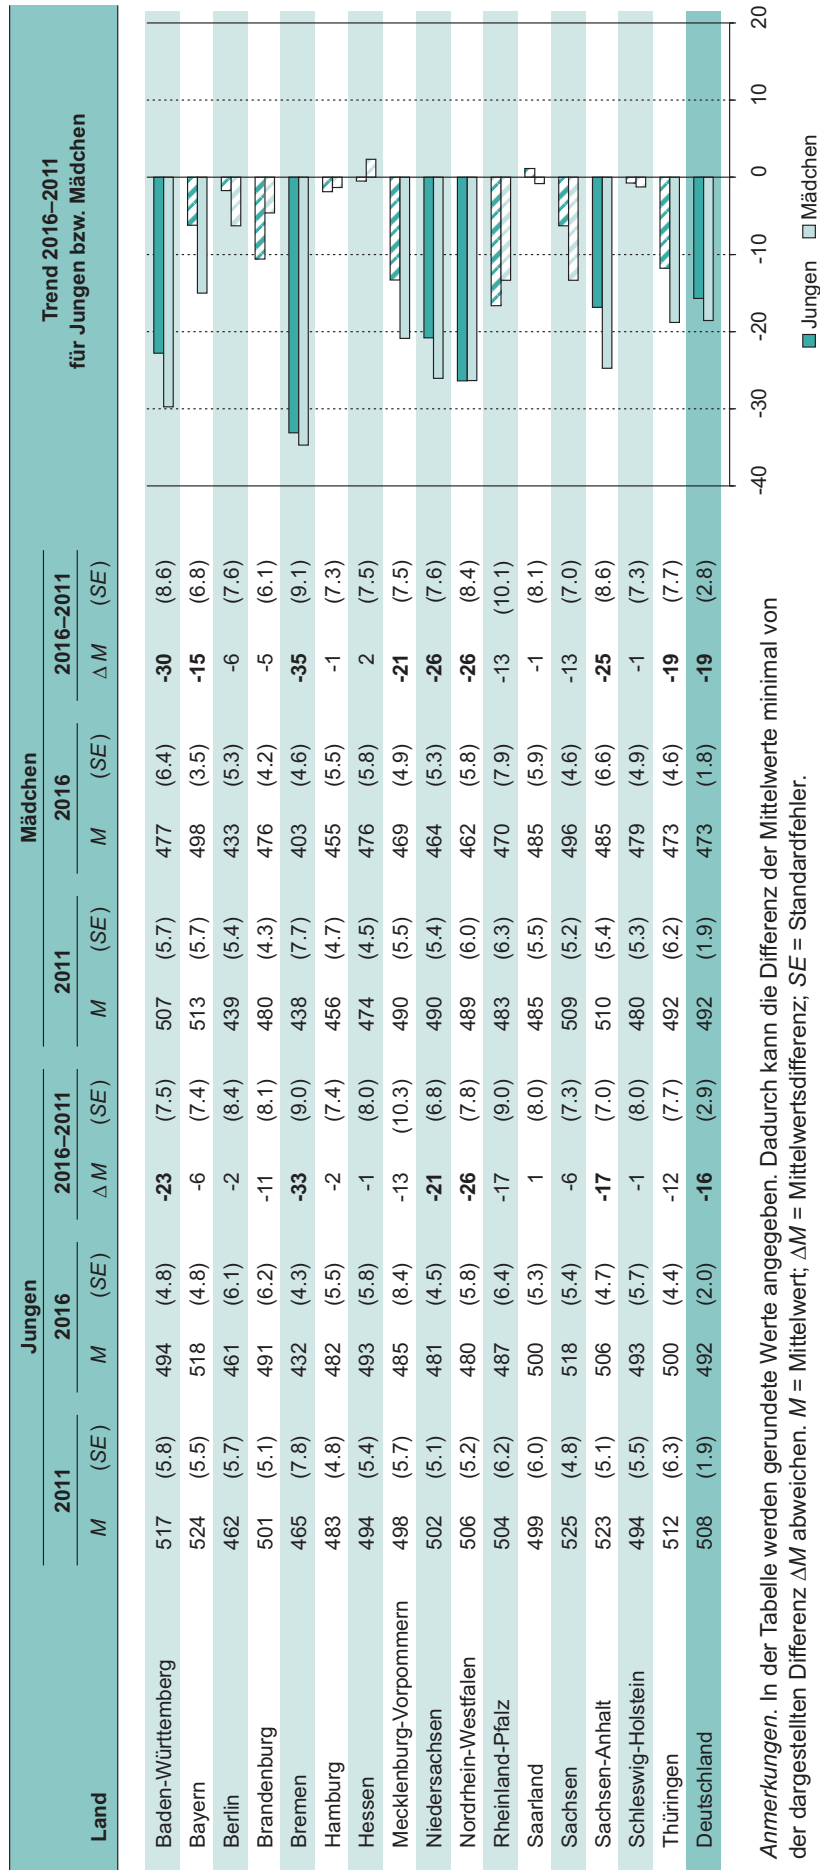 Land Jungen Mädchen Trend 2016–2011
für Jungen bzw. Mädchen
2011 2016 2016–2011 2011 2016 2016–2011
M (SE) M (SE) Δ M (SE) M (SE) M (SE) Δ M (SE)
Baden-Württemberg 517 (5.8) 494 (4.8) -23 (7.5) 507 (5.7) 477 (6.4) -30 (8.6)
Bayern 524 (5.5) 518 (4.8) -6 (7.4) 513 (5.7) 498 (3.5) -15 (6.8)
Berlin 462 (5.7) 461 (6.1) -2 (8.4) 439 (5.4) 433 (5.3) -6 (7.6)
Brandenburg 501 (5.1) 491 (6.2) -11 (8.1) 480 (4.3) 476 (4.2) -5 (6.1)
Bremen 465 (7.8) 432 (4.3) -33 (9.0) 438 (7.7) 403 (4.6) -35 (9.1)
Hamburg 483 (4.8) 482 (5.5) -2 (7.4) 456 (4.7) 455 (5.5) -1 (7.3)
Hessen 494 (5.4) 493 (5.8) -1 (8.0) 474 (4.5) 476 (5.8) 2 (7.5)
Mecklenburg-Vorpommern 498 (5.7) 485 (8.4) -13 (10.3) 490 (5.5) 469 (4.9) -21 (7.5)
Niedersachsen 502 (5.1) 481 (4.5) -21 (6.8) 490 (5.4) 464 (5.3) -26 (7.6)
Nordrhein-Westfalen 506 (5.2) 480 (5.8) -26 (7.8) 489 (6.0) 462 (5.8) -26 (8.4)
Rheinland-Pfalz 504 (6.2) 487 (6.4) -17 (9.0) 483 (6.3) 470 (7.9) -13 (10.1)
Saarland 499 (6.0) 500 (5.3) 1 (8.0) 485 (5.5) 485 (5.9) -1 (8.1)
Sachsen 525 (4.8) 518 (5.4) -6 (7.3) 509 (5.2) 496 (4.6) -13 (7.0)
Sachsen-Anhalt 523 (5.1) 506 (4.7) -17 (7.0) 510 (5.4) 485 (6.6) -25 (8.6)
Schleswig-Holstein 494 (5.5) 493 (5.7) -1 (8.0) 480 (5.3) 479 (4.9) -1 (7.3)
Thüringen 512 (6.3) 500 (4.4) -12 (7.7) 492 (6.2) 473 (4.6) -19 (7.7)
Deutschland 508 (1.9) 492 (2.0) -16 (2.9) 492 (1.9) 473 (1.8) -19 (2.8)
-40 -30 -20 -10 0 10 20
Jungen Mädchen
Anmerkungen. In der Tabelle werden gerundete Werte angegeben. Dadurch kann die Differenz der Mittelwerte minimal von
der dargestellten Differenz ΔM abweichen. M = Mittelwert; ΔM = Mittelwertsdifferenz; SE = Standardfehler.